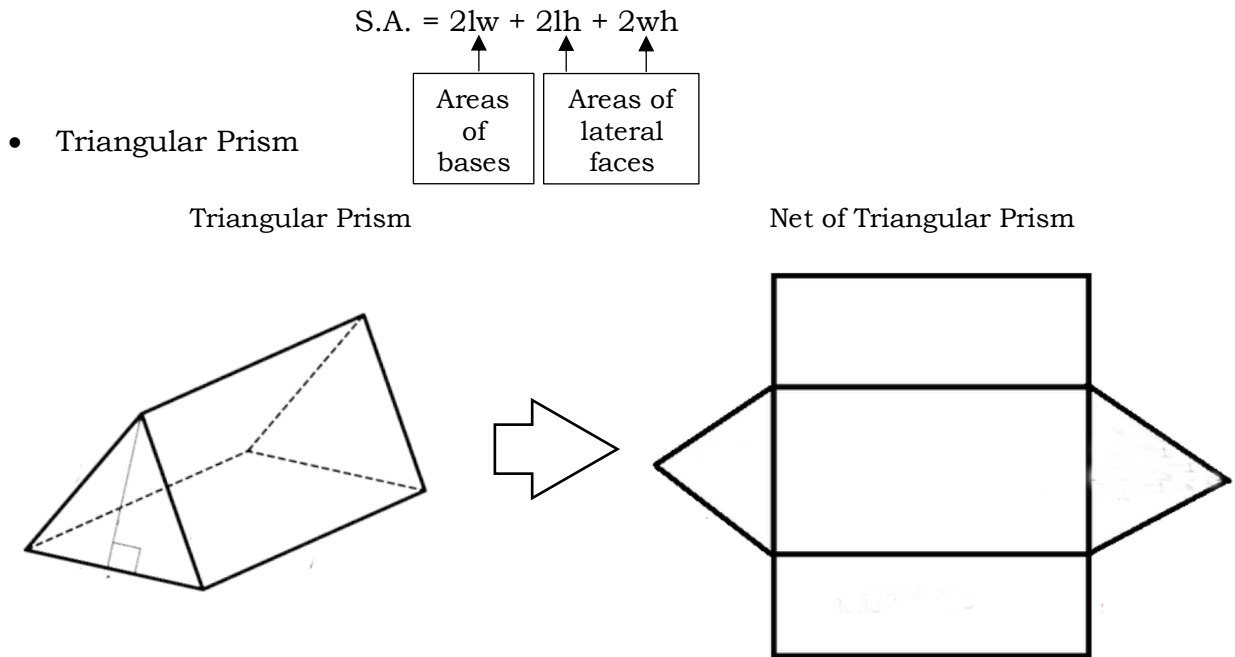 S.A. = 2lw + 2lh + 2wh
Areas of bases
Areas of lateral faces
• Triangular Prism
Triangular Prism
Net of Triangular Prism